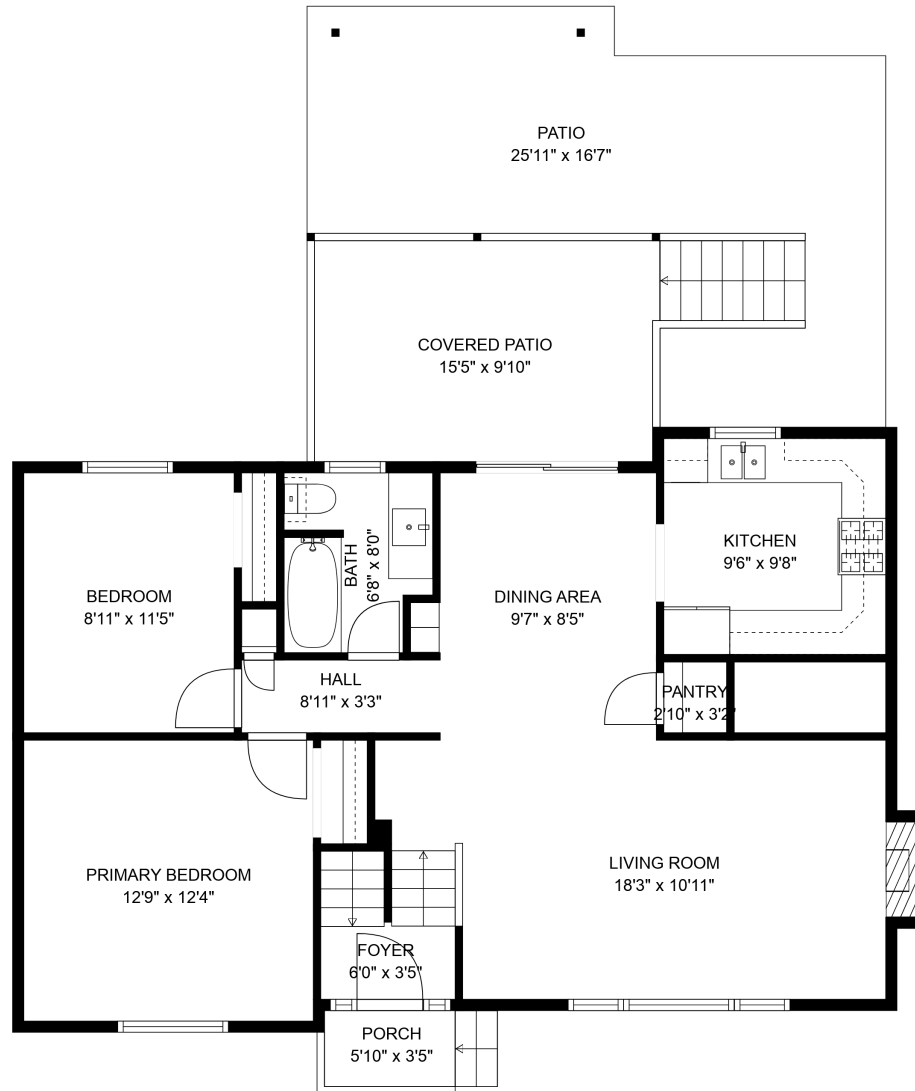 PATIO
25'11" x 16'7"
COVERED PATIO
15'5" x 9'10"
KITCHEN
9'6" x 9'8"
BATH
6'8" x 8'0"
BEDROOM
8'11" x 11'5"
DINING AREA
9'7" x 8'5"
HALL
8'11" x 3'3"
PANTRY
2'10" x 3'2"
PRIMARY BEDROOM
12'9" x 12'4"
LIVING ROOM
18'3" x 10'11"
FOYER
6'0" x 3'5"
PORCH
5'10" x 3'5"